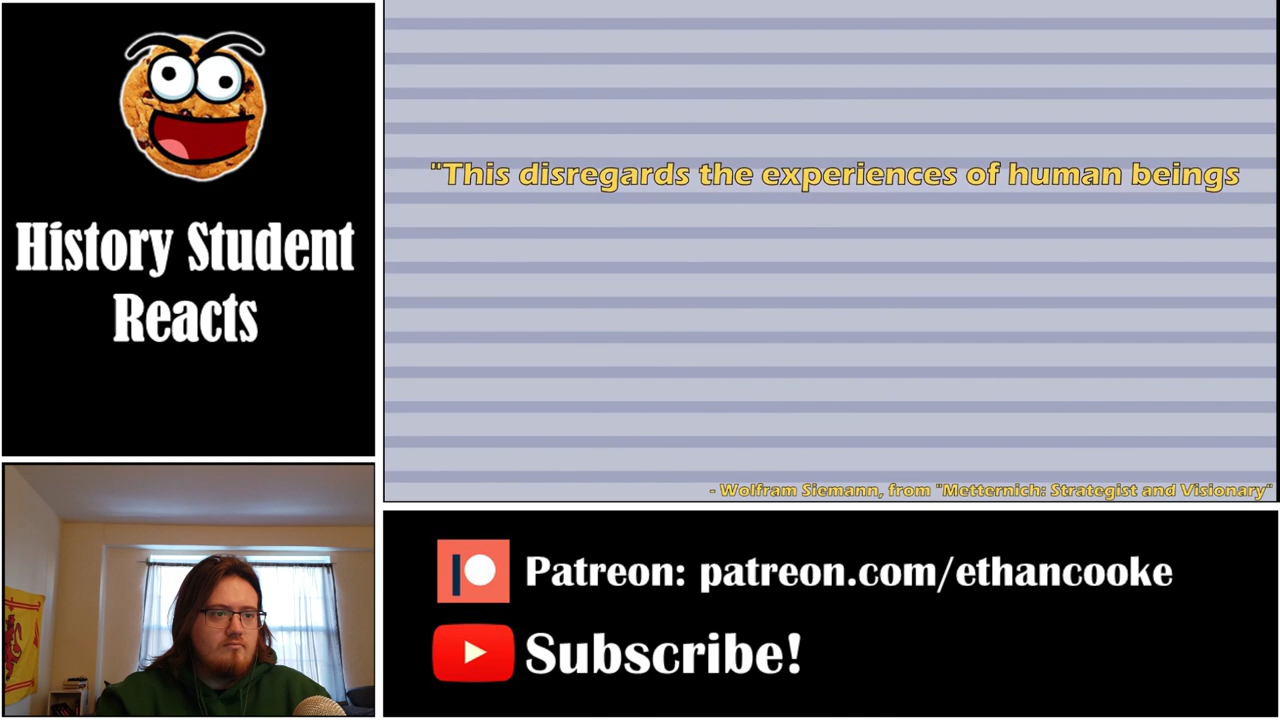 History Student
Reacts
"This disregards the experiences of human beings
- Wolfram Siemann, from "Metternich: Strategist and Visionary"
Patreon: patreon.com/ethancooke
Subscribe!